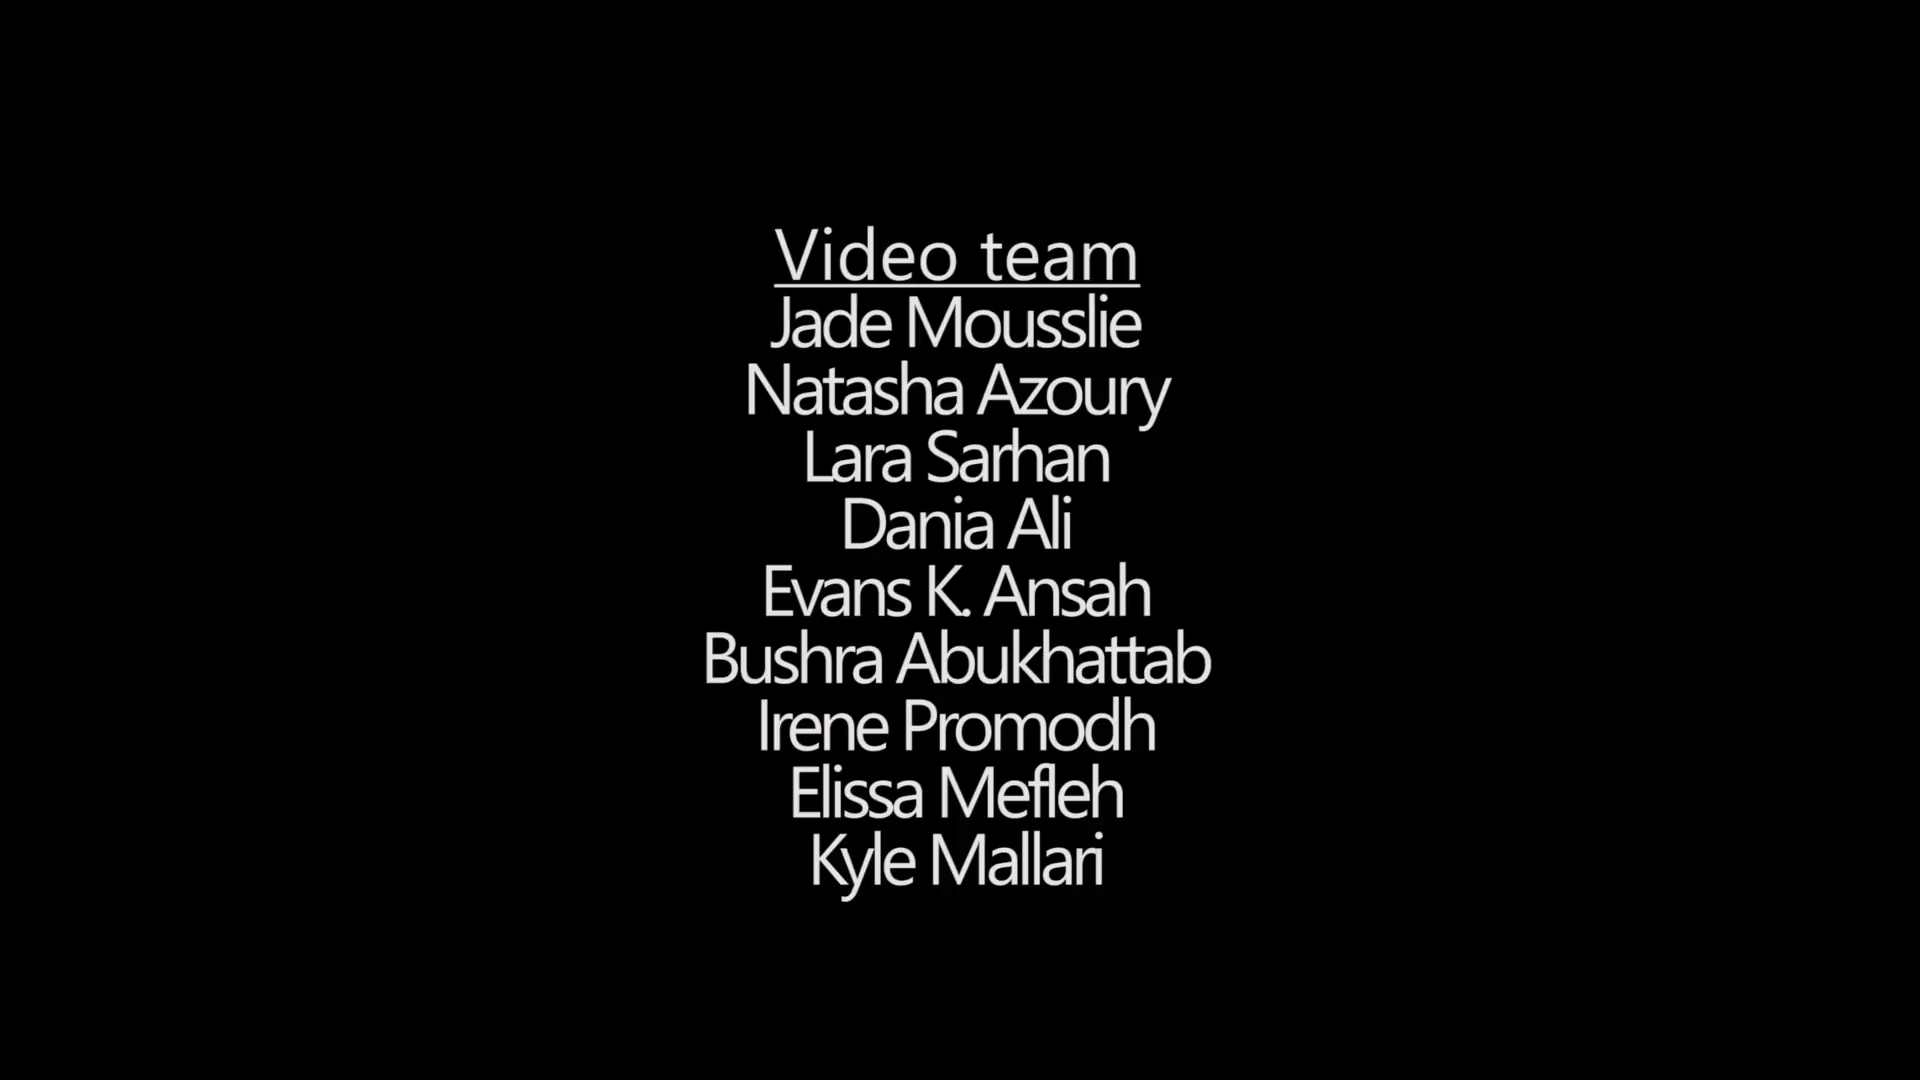 Video team
Jade Mousslie
Natasha Azoury
Lara Sarhan
Dania Ali
Evans K. Ansah
Bushra Abukhattab
Irene Promodh
Elissa Mefleh
Kyle Mallari